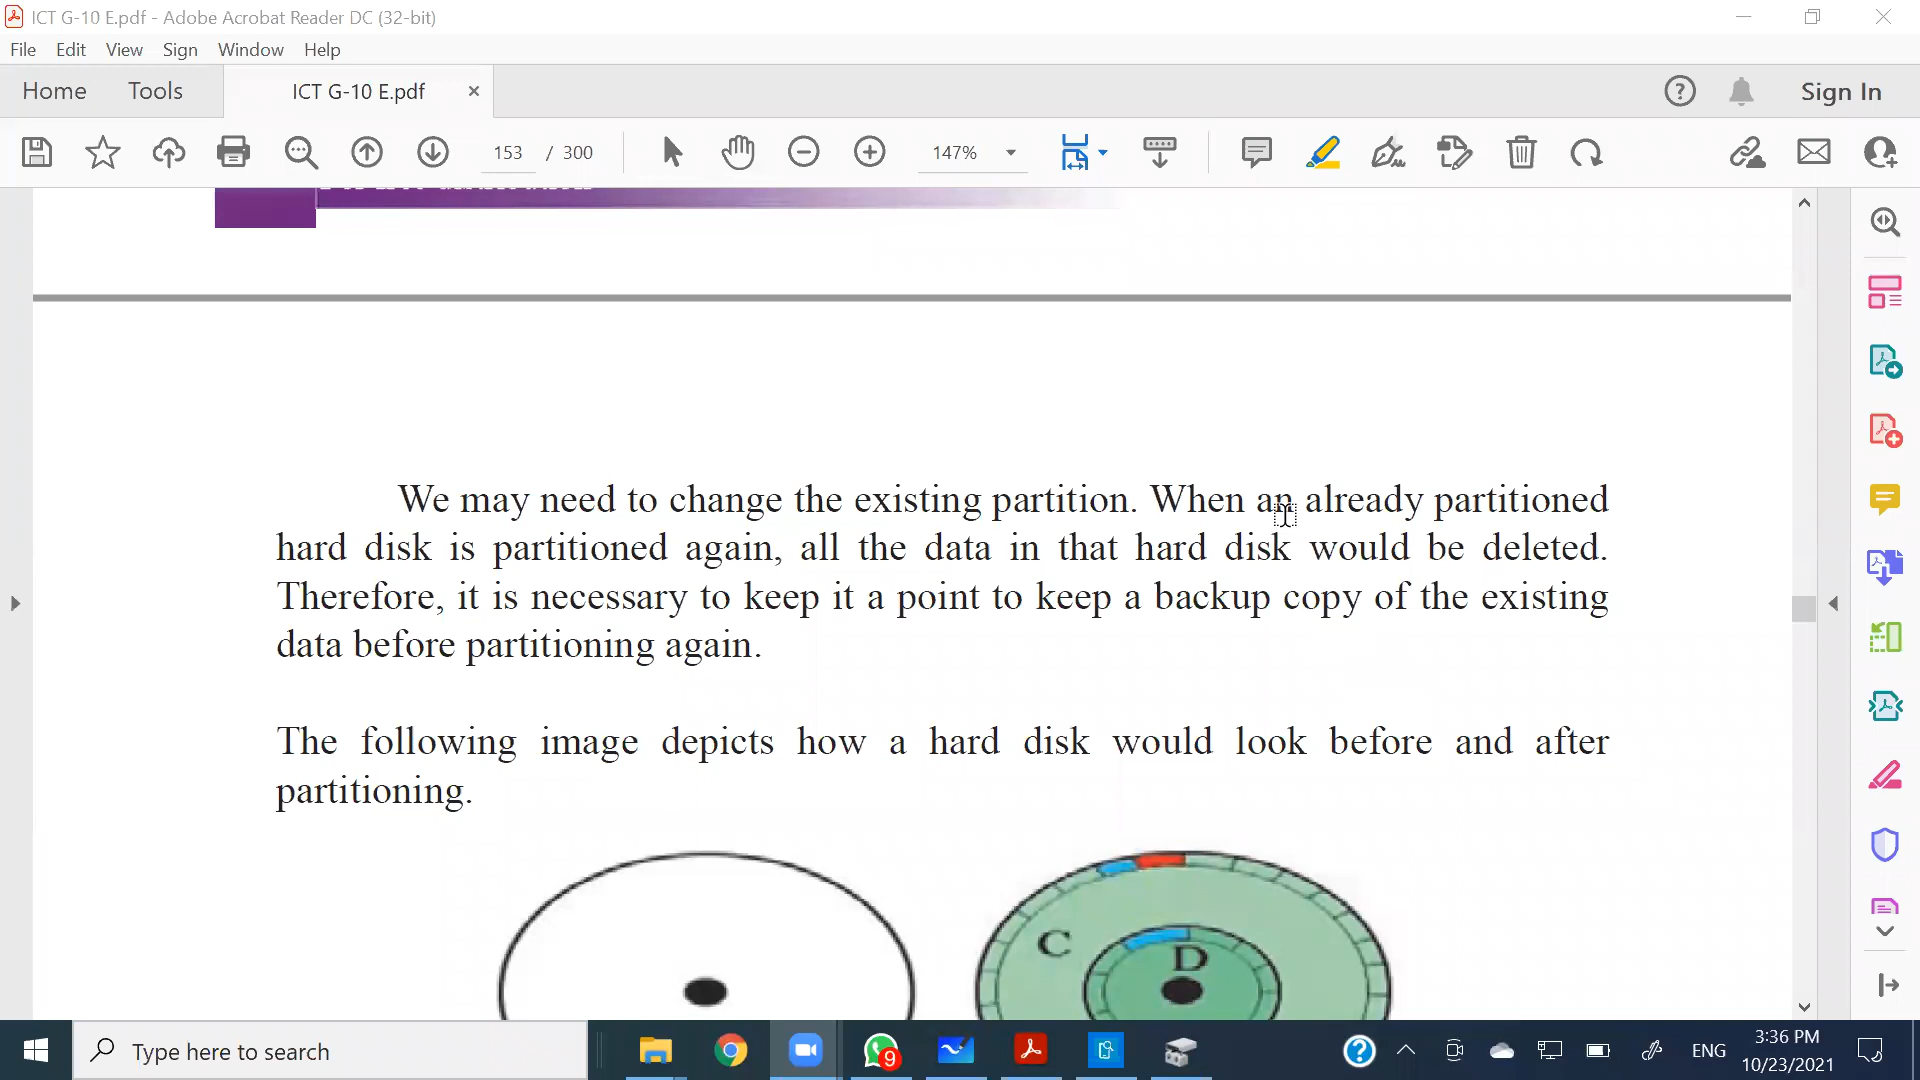 ICT G-10 E.pdf - Adobe Acrobat Reader DC (32-bit)
File Edit View Sign Window Help
Home Tools ICT G-10 E.pdf × ? Sign In
153 / 300 147%
We may need to change the existing partition. When an already partitioned
hard disk is partitioned again, all the data in that hard disk would be deleted.
Therefore, it is necessary to keep it a point to keep a backup copy of the existing
data before partitioning again.
The following image depicts how a hard disk would look before and after
partitioning.
C
D
Type here to search
9
?
ENG
3:36 PM
10/23/2021